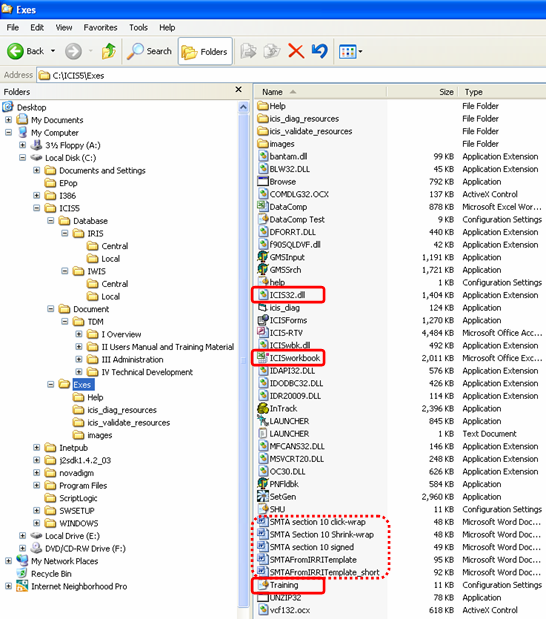 Exes
File Edit View Favorites Tools Help
Back Search Folders
Address C:\ICIS5\Exes
Folders
Desktop
My Documents
My Computer
3½ Floppy (A:)
Local Disk (C:)
Documents and Settings
EPop
I386
ICIS5
Database
IRIS
Central
Local
IWIS
Central
Local
Document
TDM
I Overview
II Users Manual and Training Material
III Administration
IV Technical Development
Exes
Help
icis_diag_resources
icis_validate_resources
images
Inetpub
j2sdk1.4.2_03
novadigm
Program Files
ScriptLogic
SWSETUP
WINDOWS
Local Drive (E:)
DVD/CD-RW Drive (F:)
My Network Places
Recycle Bin
Internet Neighborhood Pro
Name Size Type
Help File Folder
icis_diag_resources File Folder
icis_validate_resources File Folder
images File Folder
bantam.dll 99 KB Application Extension
BLW32.DLL 45 KB Application Extension
Browse 792 KB Application
COMDLG32.OCX 137 KB ActiveX Control
DataComp 878 KB Microsoft Excel Wor...
DataComp Test 9 KB Configuration Settings
DFORRT.DLL 440 KB Application Extension
f90SQLDVF.dll 42 KB Application Extension
GMSInput 1,191 KB Application
GMSSrch 1,721 KB Application
help 1 KB Configuration Settings
ICIS32.dll 1,404 KB Application Extension
icis_diag 124 KB Application
ICISForms 1,270 KB Application
ICIS-RTV 4,484 KB Microsoft Office Acc...
ICISwbk.dll 432 KB Application Extension
ICISworkbook 2,011 KB Microsoft Office Exc...
IDAPI32.DLL 576 KB Application Extension
IDODBC32.DLL 426 KB Application Extension
IDR20009.DLL 114 KB Application Extension
InTrack 2,396 KB Application
LAUNCHER 845 KB Application
LAUNCHER 1 KB Text Document
MFCANS32.DLL 146 KB Application Extension
MSVCRT20.DLL 248 KB Application Extension
OC30.DLL 626 KB Application Extension
PNFldbk 584 KB Application
SetGen 2,960 KB Application
SHU 11 KB Configuration Settings
SMTA section 10 click-wrap 48 KB Microsoft Word Doc...
SMTA Section 10 Shrink-wrap 48 KB Microsoft Word Doc...
SMTA section 10 signed 49 KB Microsoft Word Doc...
SMTAFromIRRITemplate 95 KB Microsoft Word Doc...
SMTAFromIRRITemplate_short 42 KB Microsoft Word Doc...
Training 11 KB Configuration Settings
UNZIP32 78 KB Application
vcf132.ocx 618 KB ActiveX Control